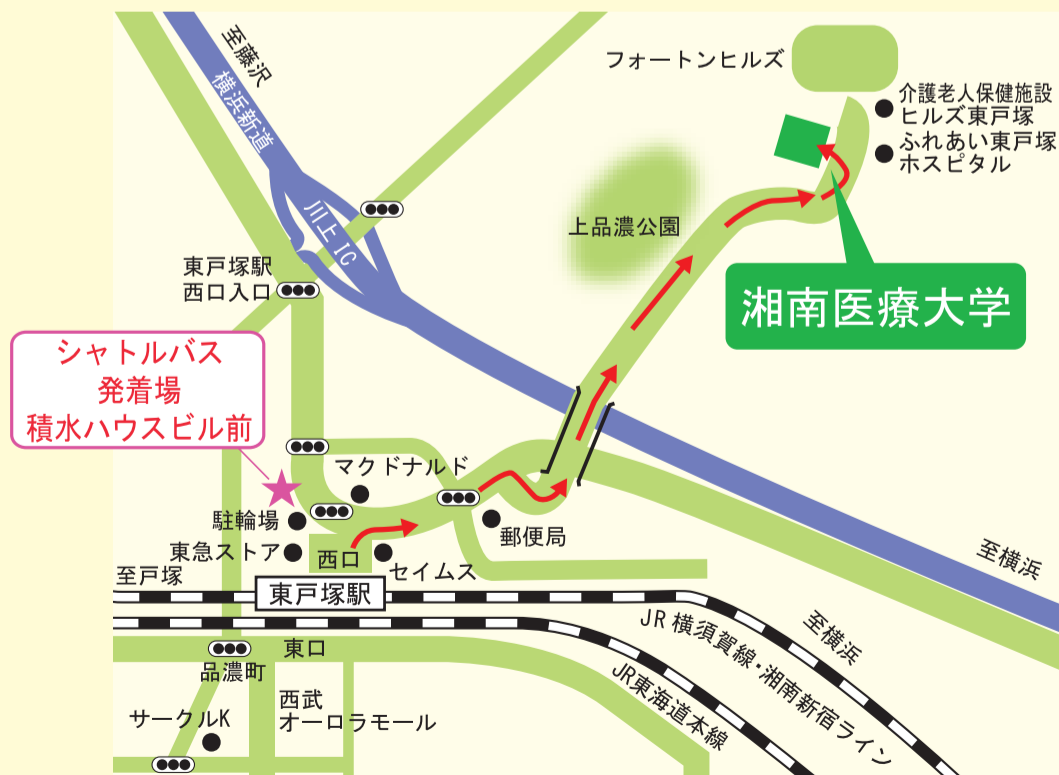 至藤沢
横浜新道
川上 IC
フォートンヒルズ
介護老人保健施設
ヒルズ東戸塚
ふれあい東戸塚
ホスピタル
上品濃公園
湘南医療大学
東戸塚駅
西口入口
シャトルバス
発着場
積水ハウスビル前
マクドナルド
駐輪場
郵便局
東急ストア
西口
セイムス
至戸塚
東戸塚駅
至横浜
至横浜
JR 横須賀線・湘南新宿ライン
JR東海道本線
東口
品濃町
西武
オーロラモール
サークルK